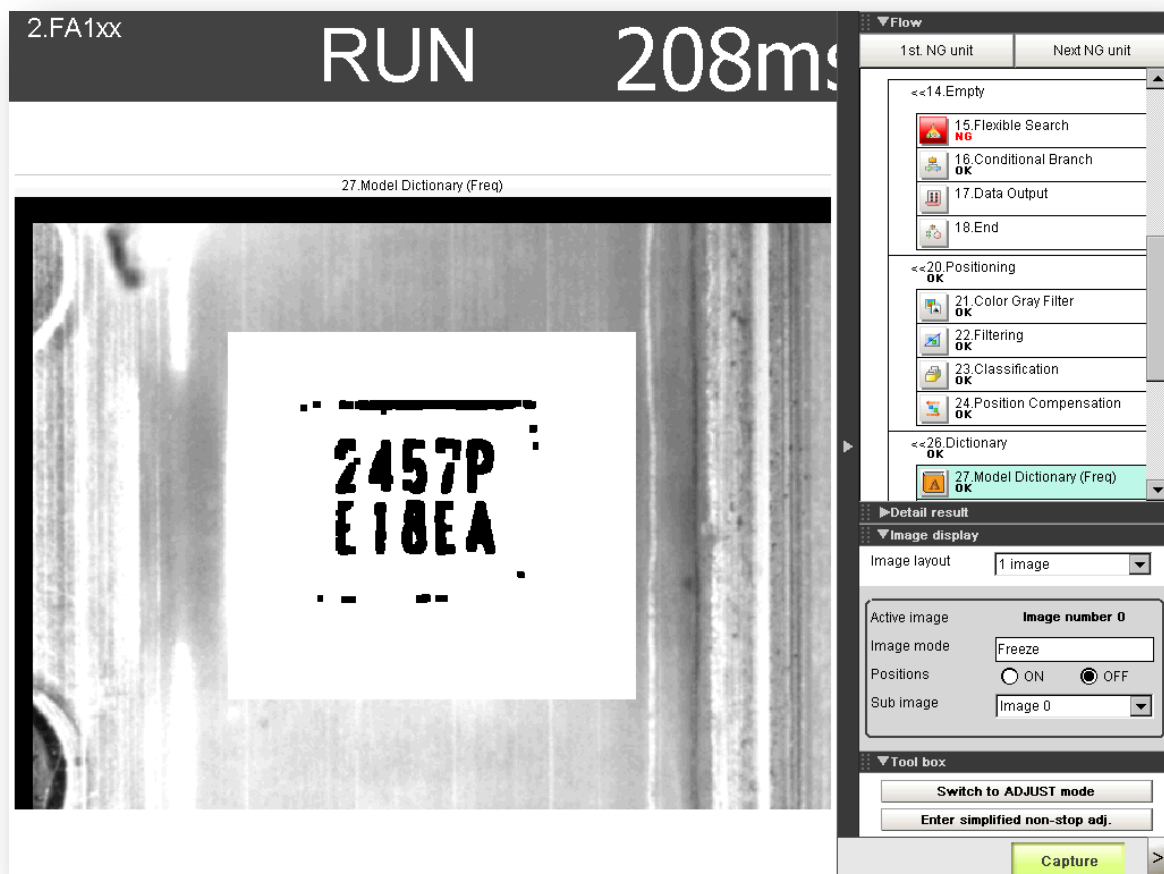 2.FA1xx
RUN
208ms
27.Model Dictionary (Freq)
2457P
E18EA
Flow
1st. NG unit
Next NG unit
<<14.Empty
15.Flexible Search
NG
16.Conditional Branch
OK
17.Data Output
18.End
<<20.Positioning
OK
21.Color Gray Filter
OK
22.Filtering
OK
23.Classification
OK
24.Position Compensation
OK
<<26.Dictionary
OK
27.Model Dictionary (Freq)
OK
Detail result
Image display
Image layout
1 image
Active image
Image number 0
Image mode
Freeze
Positions
ON
OFF
Sub image
Image 0
Tool box
Switch to ADJUST mode
Enter simplified non-stop adj.
Capture
>